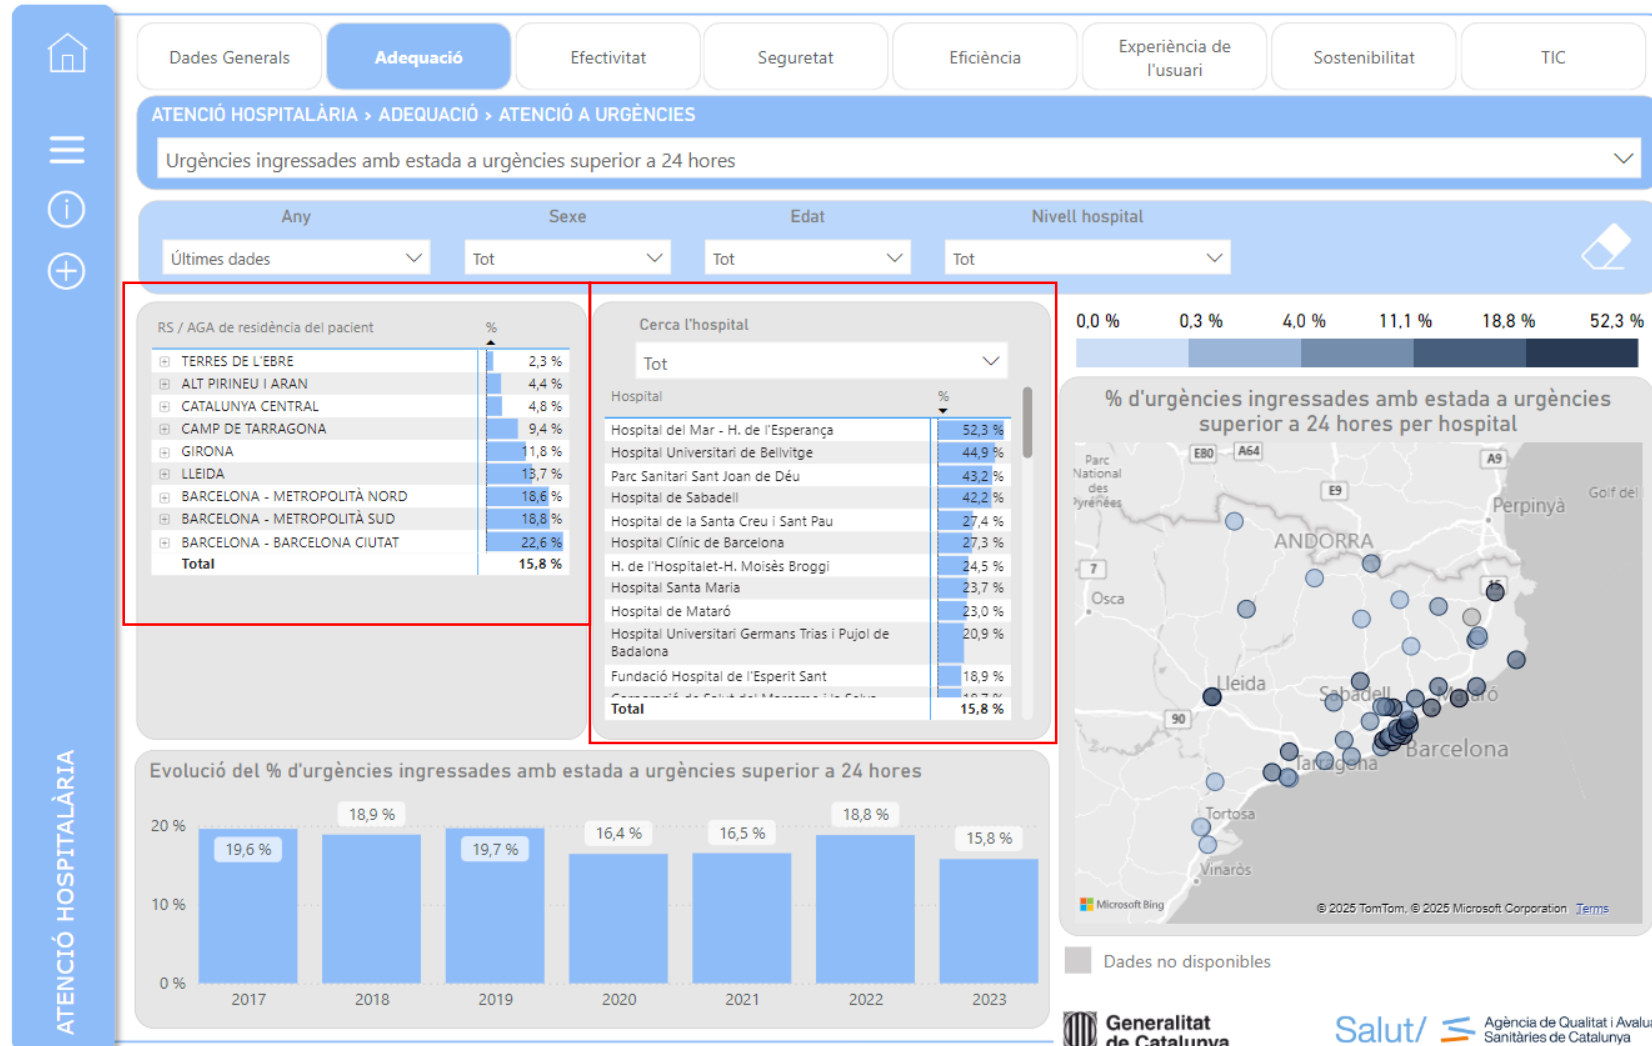 Dades Generals
Adequació
Efectivitat
Seguretat
Eficiència
Experiència de
l'usuari
Sostenibilitat
TIC
ATENCIÓ HOSPITALÀRIA > ADEQUACIÓ > ATENCIÓ A URGÈNCIES
Urgències ingressades amb estada a urgències superior a 24 hores
Any
Sexe
Edat
Nivell hospital
Últimes dades
Tot
Tot
Tot
RS / AGA de residència del pacient %
TERRES DE L'EBRE 2,3 %
ALT PIRINEU I ARAN 4,4 %
CATALUNYA CENTRAL 4,8 %
CAMP DE TARRAGONA 9,4 %
GIRONA 11,8 %
LLEIDA 13,7 %
BARCELONA - METROPOLITÀ NORD 18,6 %
BARCELONA - METROPOLITÀ SUD 18,8 %
BARCELONA - BARCELONA CIUTAT 22,6 %
Total 15,8 %
Cerca l'hospital
Tot
Hospital %
Hospital del Mar - H. de l'Esperança 52,3 %
Hospital Universitari de Bellvitge 44,9 %
Parc Sanitari Sant Joan de Déu 43,2 %
Hospital de Sabadell 42,2 %
Hospital de la Santa Creu i Sant Pau 27,4 %
Hospital Clínic de Barcelona 27,3 %
H. de l'Hospitalet-H. Moisès Broggi 24,5 %
Hospital Santa Maria 23,7 %
Hospital de Mataró 23,0 %
Hospital Universitari Germans Trias i Pujol de 20,9 %
Badalona
Fundació Hospital de l'Esperit Sant 18,9 %
Corporació de Salut del Maresme i la Selva 18,7 %
Total 15,8 %
0,0 % 0,3 % 4,0 % 11,1 % 18,8 % 52,3 %
% d'urgències ingressades amb estada a urgències
superior a 24 hores per hospital
Parc
National
des
Pyrénées
E80
A64
A9
E9
Golf del
Perpinyà
ANDORRA
7
15
Osca
Lleida
Sabadell
Mataró
90
Barcelona
Tarragona
Tortosa
Vinaròs
Microsoft Bing
© 2025 TomTom, © 2025 Microsoft Corporation Terms
Dades no disponibles
Evolució del % d'urgències ingressades amb estada a urgències superior a 24 hores
20 %
10 %
0 %
19,6 %
18,9 %
19,7 %
16,4 %
16,5 %
18,8 %
15,8 %
2017 2018 2019 2020 2021 2022 2023
ATENCIÓ HOSPITALÀRIA
Generalitat
de Catalunya
Salut/
Agència de Qualitat i Avalua
Sanitàries de Catalunya